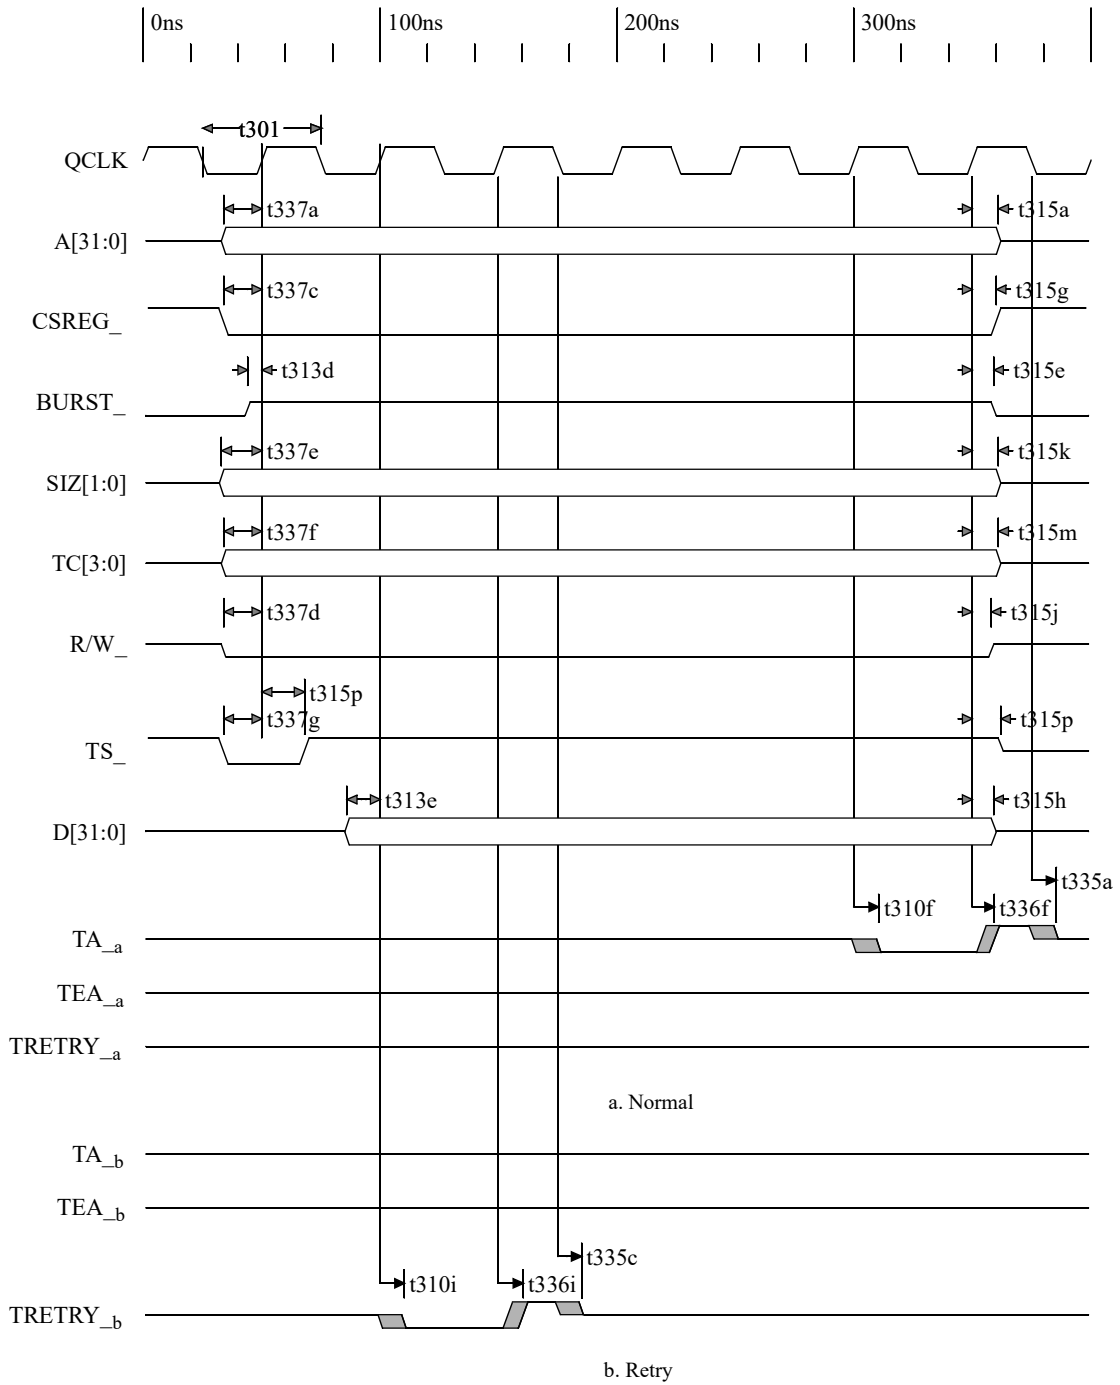 0ns 100ns 200ns 300ns
t301
QCLK
t337a t315a
A[31:0]
t337c t315g
CSREG_
t313d t315e
BURST_
t337e t315k
SIZ[1:0]
t337f t315m
TC[3:0]
t337d t315j
R/W_
t315p
t337g t315p
TS_
t313e t315h
D[31:0]
t335a
t310f t336f
TA_a
TEA_a
TRETRY_a
a. Normal
TA_b
TEA_b
t335c
t310i t336i
TRETRY_b
b. Retry